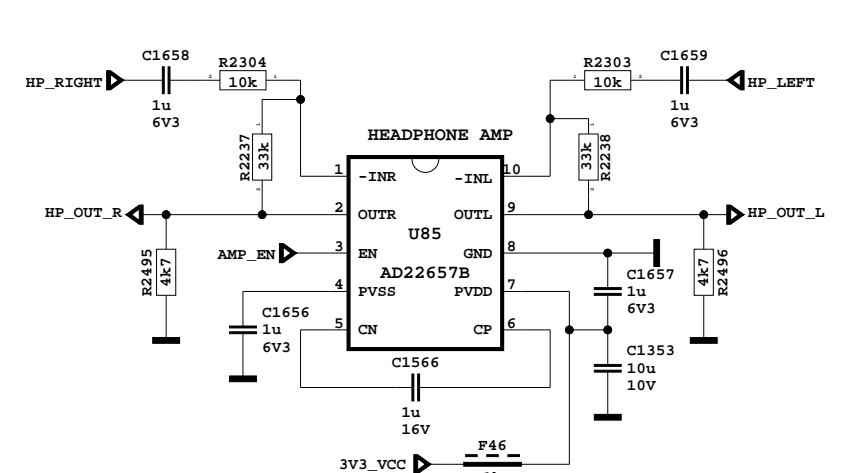 C1658
HP_RIGHT
1u
6V3
R2304
10k
R2237
33k
HEADPHONE AMP
R2303
10k
C1659
HP_LEFT
1u
6V3
R2238
33k
1
-INR
-INL
10
HP_OUT_R
2
OUTR
OUTL
9
HP_OUT_L
U85
AMP_EN
3
EN
GND
8
AD22657B
R2495
4k7
R2496
4k7
4
PVSS
PVDD
7
C1657
1u
6V3
C1656
1u
6V3
5
CN
CP
6
C1353
10u
10V
C1566
1u
16V
F46
3V3_VCC